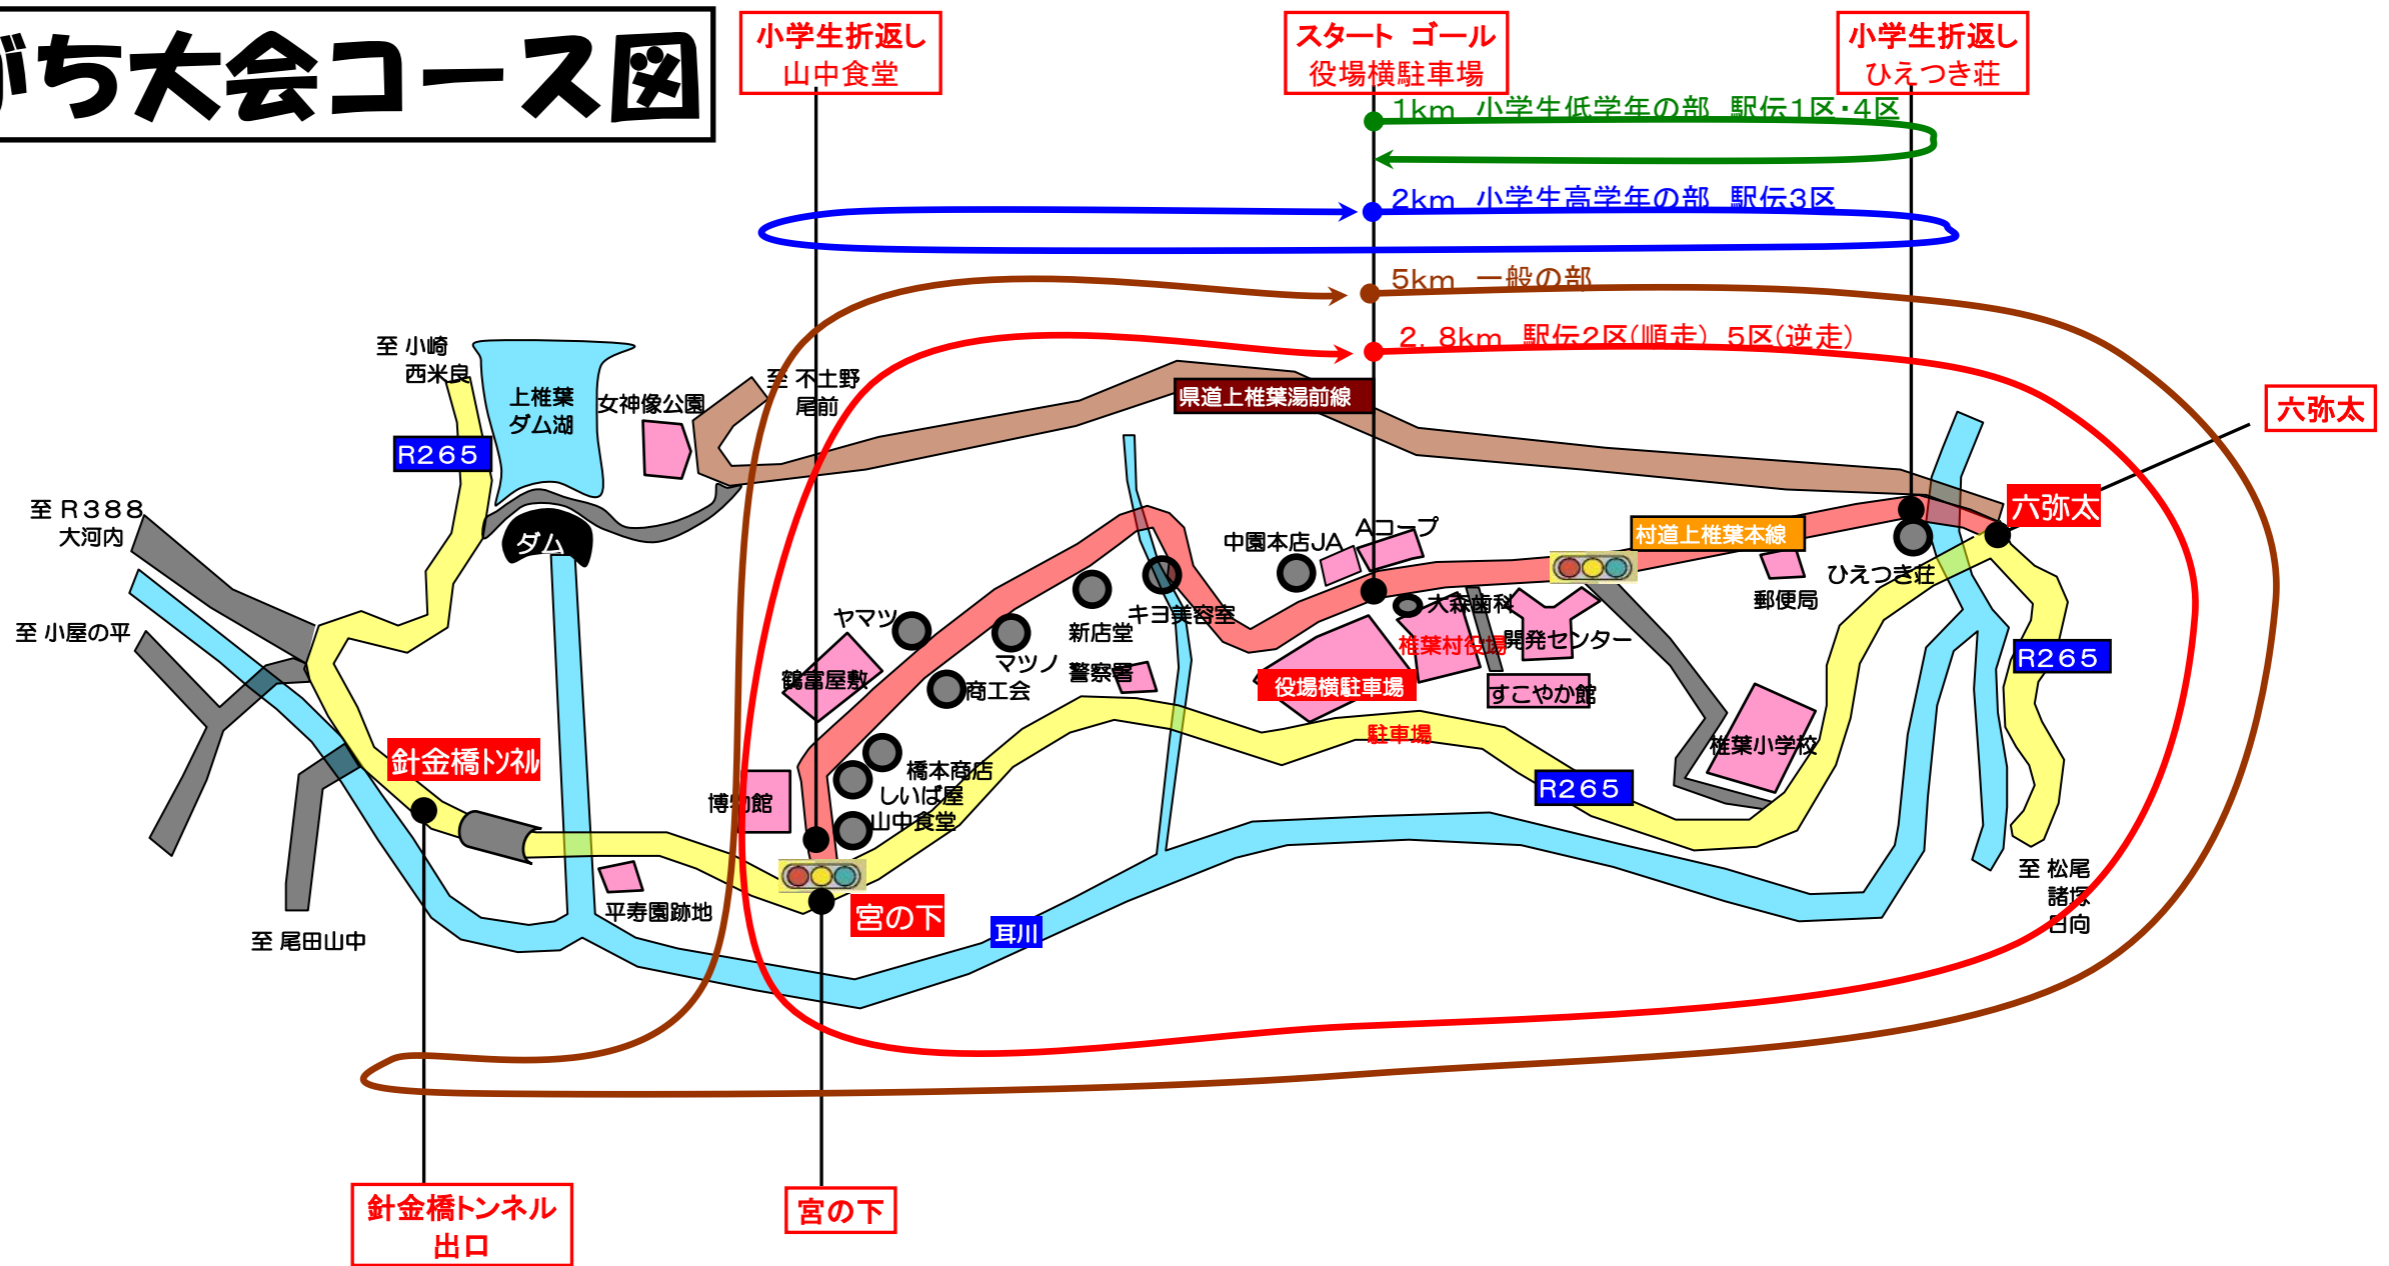 がち大会コース図
小学生折返し
山中食堂
スタート ゴール
役場横駐車場
小学生折返し
ひえつき荘
1km 小学生低学年の部 駅伝1区・4区
2km 小学生高学年の部 駅伝3区
5km 一般の部
2.8km 駅伝2区(順走) 5区(逆走)
至 小崎
西米良
上椎葉
ダム湖
女神像公園
至 不土野
尾前
県道上椎葉湯前線
六弥太
R265
至 R388
大河内
ダム
六弥太
中園本店JA
Aコープ
村道上椎葉本線
ひえつき荘
郵便局
至 小屋の平
ヤマツ
マツノ
新店堂
キヨ美容室
大森歯科
椎葉村役場
開発センター
R265
鶴富屋敷
商工会
警察署
役場横駐車場
すこやか館
駐車場
椎葉小学校
針金橋トンネル
博物館
橋本商店
しいば屋
山中食堂
R265
平寿園跡地
宮の下
耳川
至 松尾
諸塚
日向
至 尾田山中
針金橋トンネル
出口
宮の下